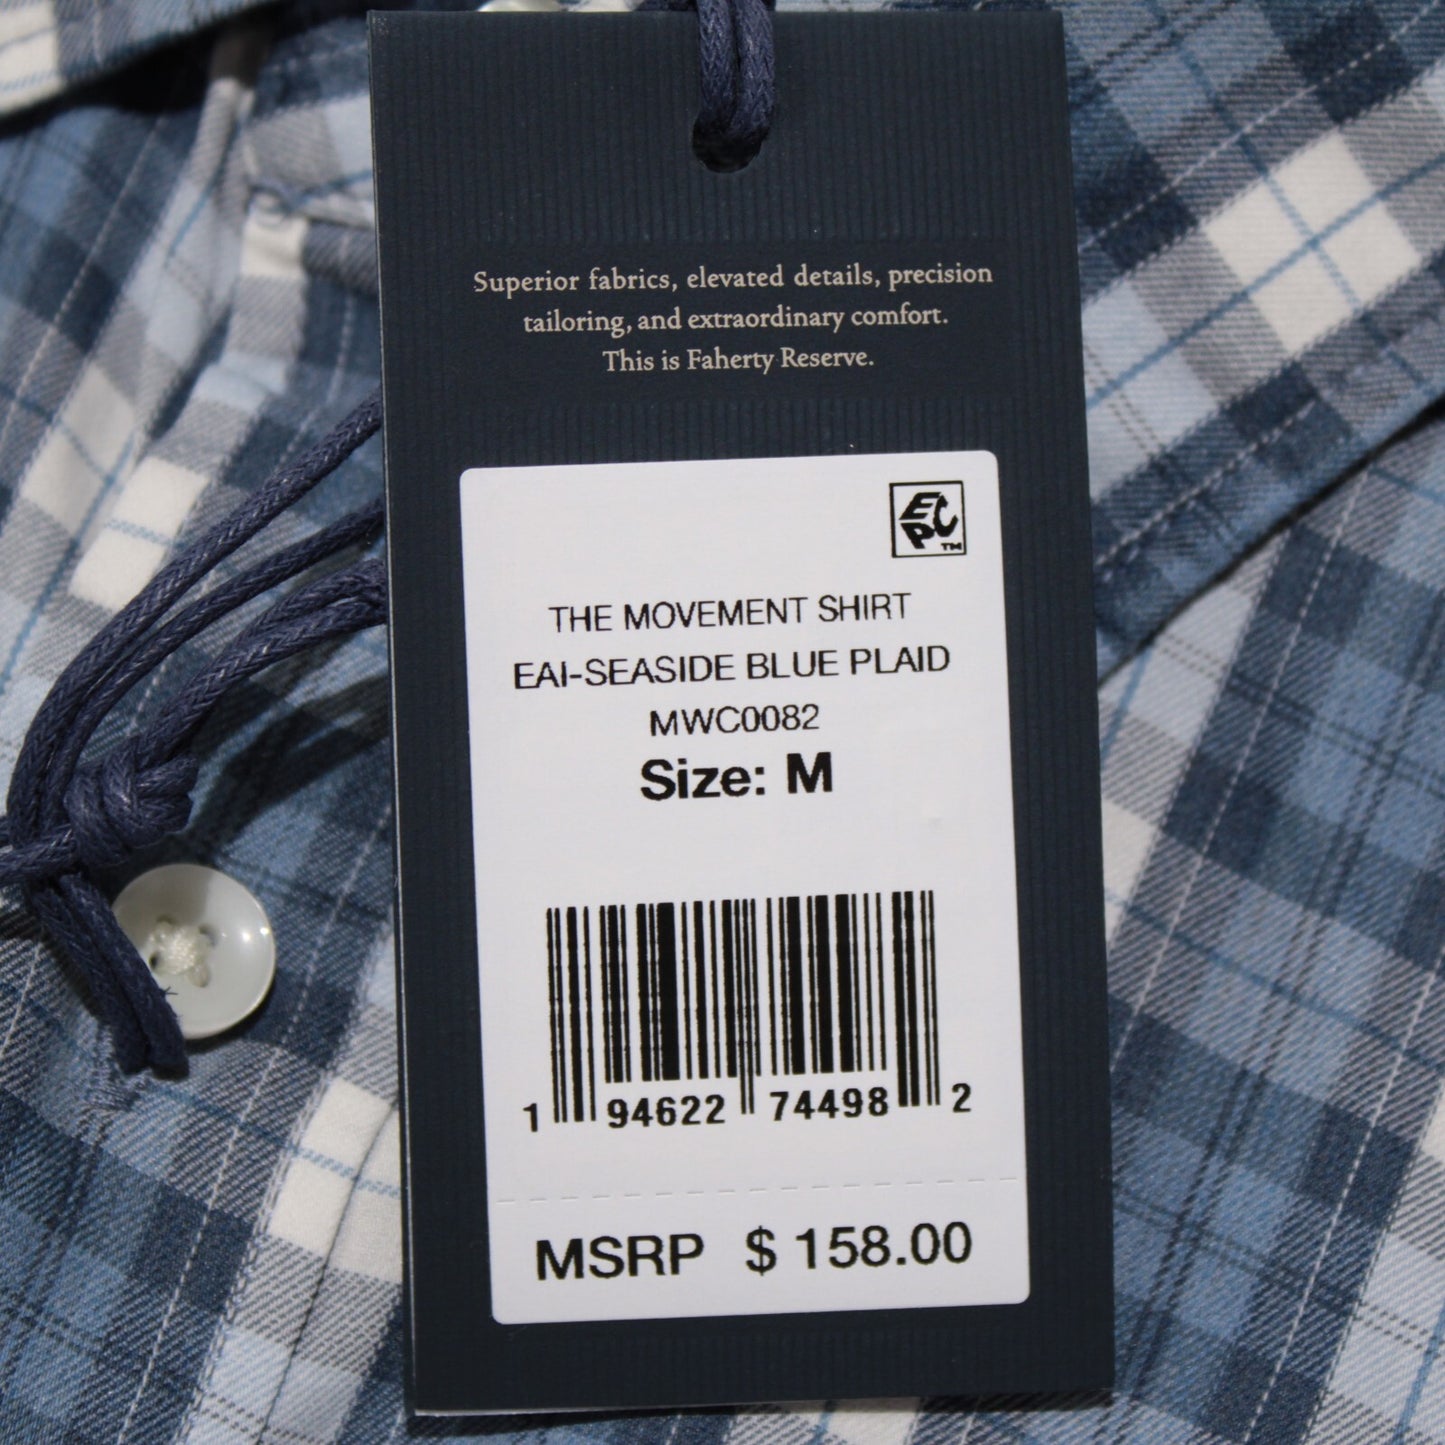 Superior fabrics, elevated details, precision
tailoring, and extraordinary comfort.
This is Faherty Reserve.
EPC™
THE MOVEMENT SHIRT
EAI-SEASIDE BLUE PLAID
MWC0082
Size: M
1 94622 74498 2
MSRP $ 158.00